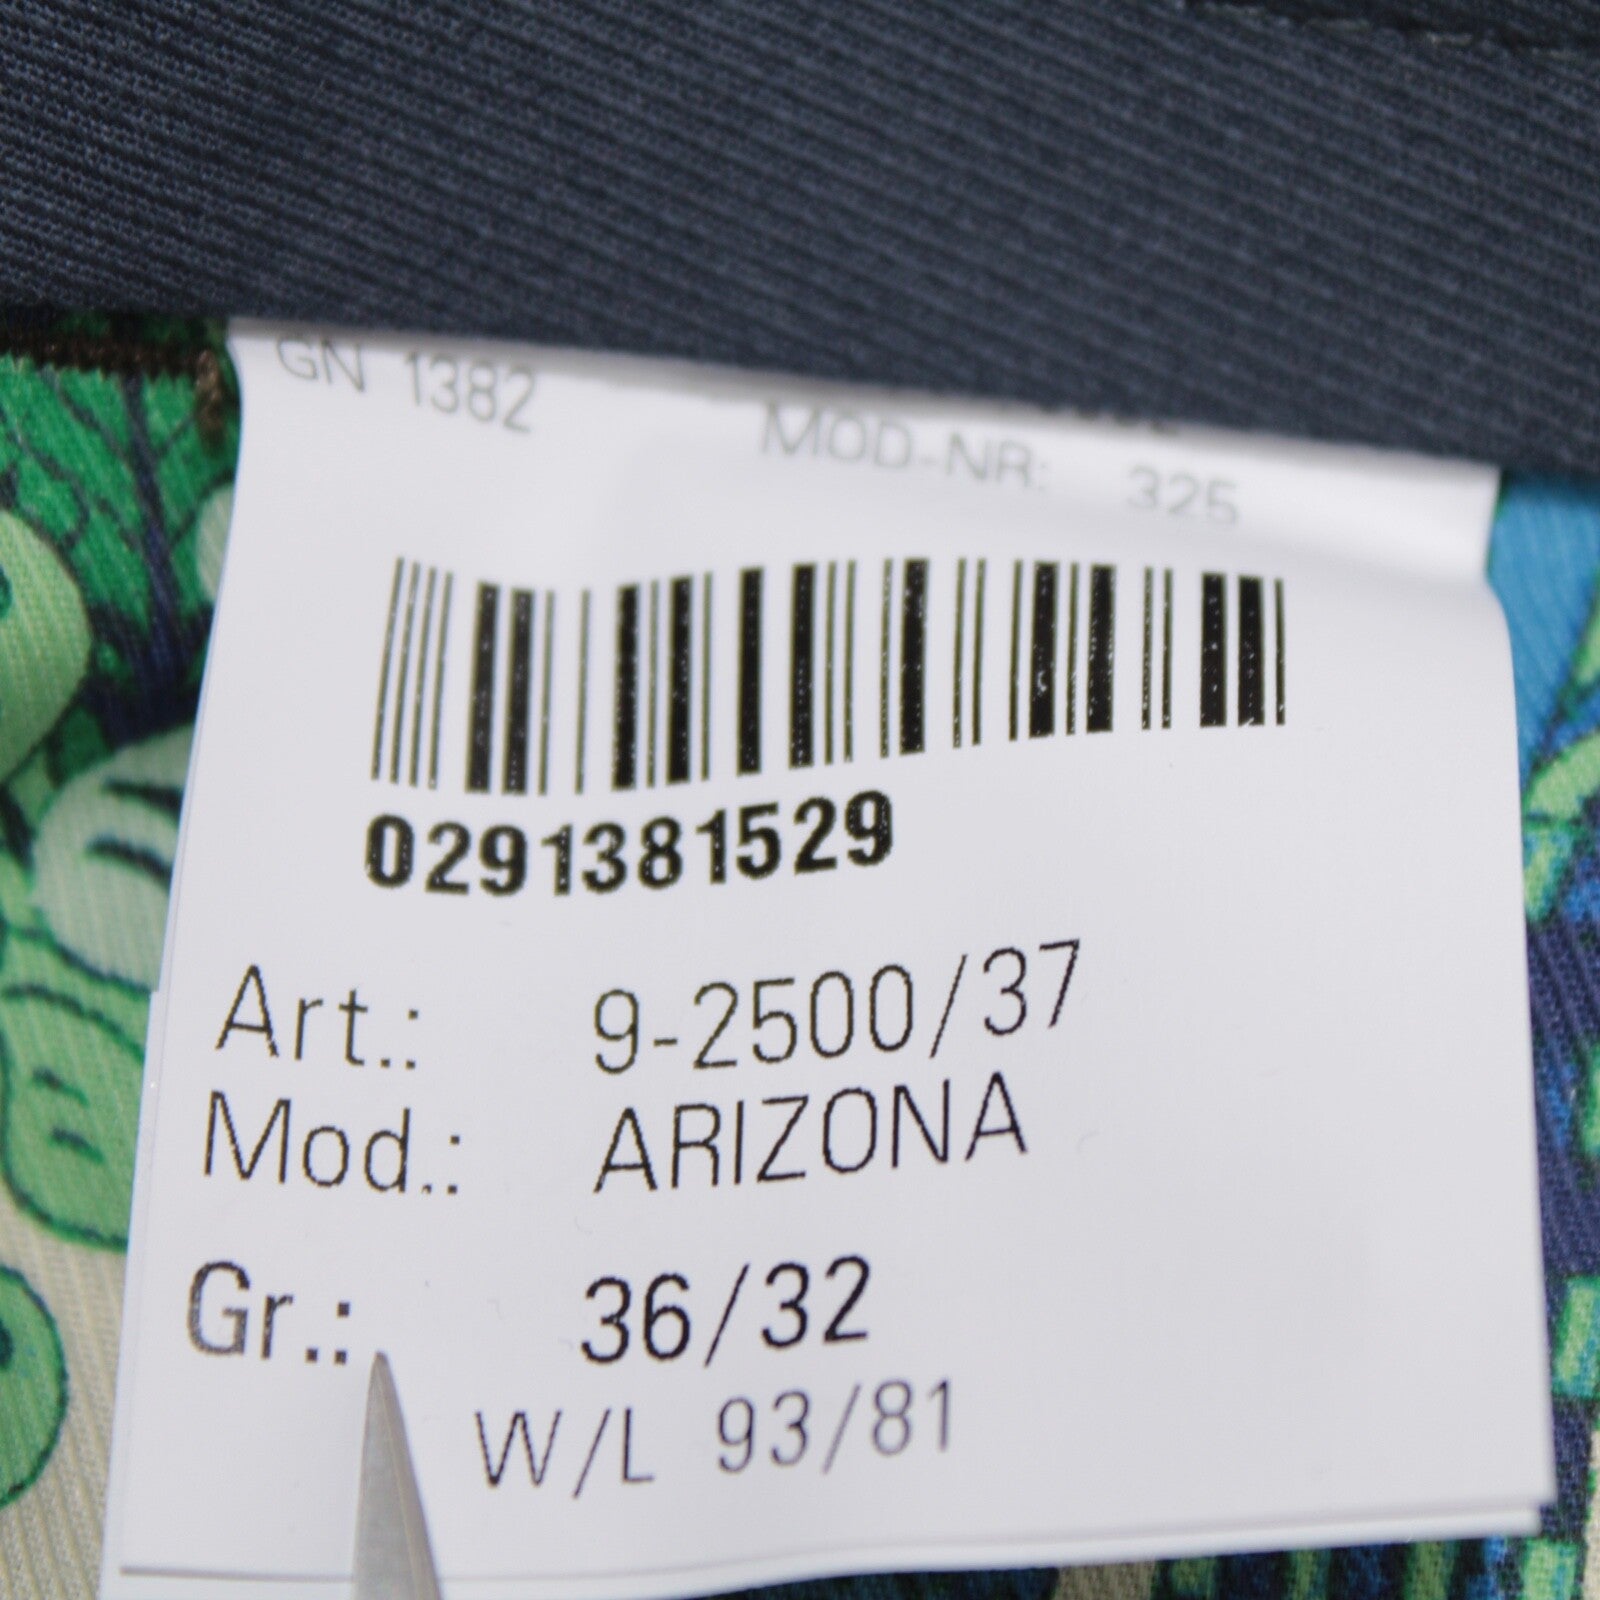 GN 1382
MOD-NR: 325
0291381529
Art.: 9-2500/37
Mod.: ARIZONA
Gr.: 36/32
W/L 93/81